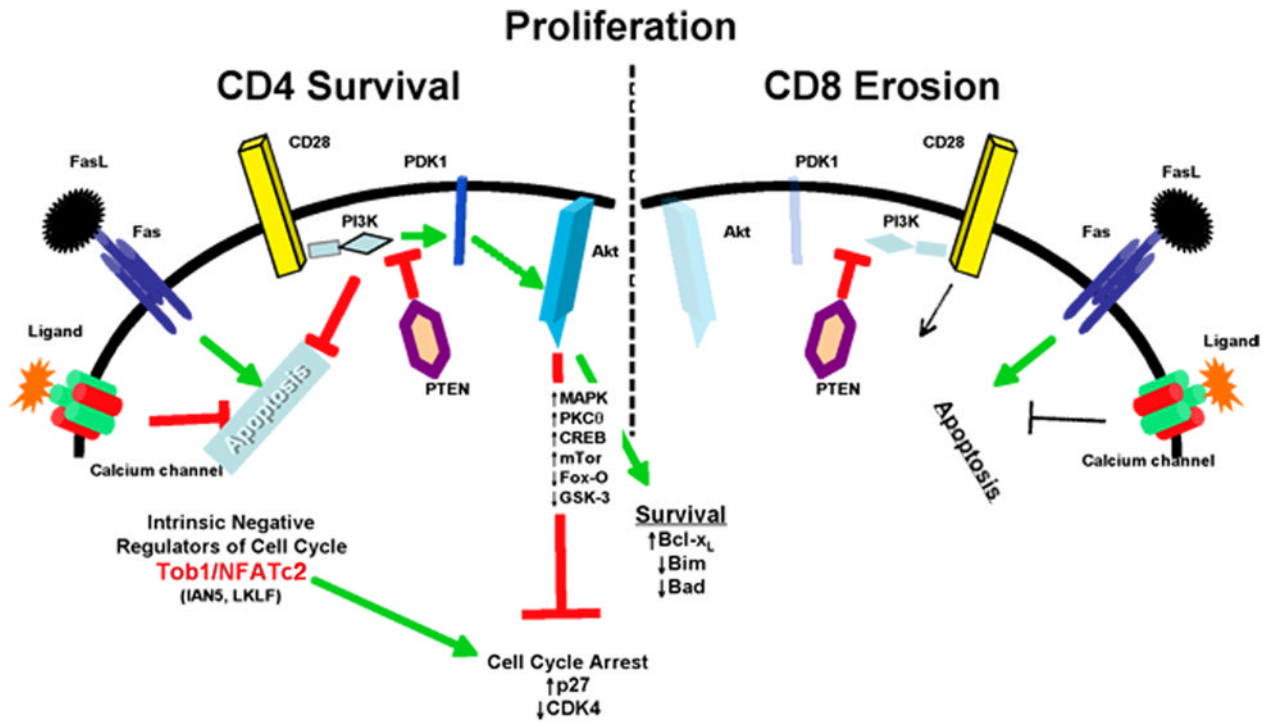 Proliferation
CD4 Survival
CD8 Erosion
FasL
CD28
PDK1
Fas
PI3K
Akt
Ligand
PTEN
Apoptosis
Calcium channel
↑MAPK
↑PKCθ
↑CREB
↑mTor
↓Fox-O
↓GSK-3
Intrinsic Negative
Regulators of Cell Cycle
Tob1/NFATc2
(IAN5, LKLF)
Survival
↑Bcl-xL
↓Bim
↓Bad
Cell Cycle Arrest
↑p27
↓CDK4
PDK1
CD28
FasL
Akt
PI3K
Fas
Ligand
PTEN
Apoptosis
Calcium channel